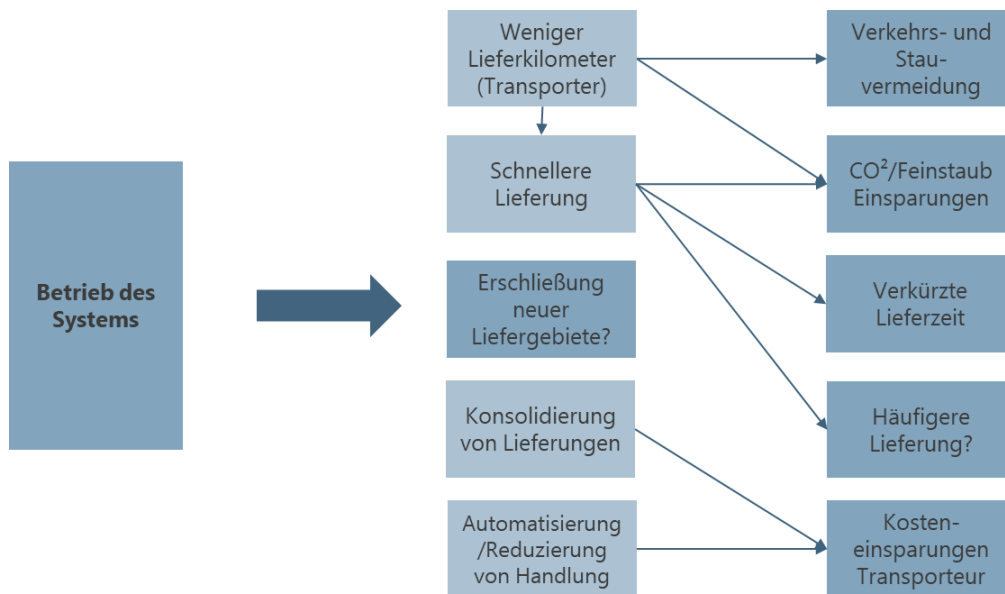 Betrieb des
Systems
Weniger
Lieferkilometer
(Transporter)
Schnellere
Lieferung
Erschließung
neuer
Liefergebiete?
Konsolidierung
von Lieferungen
Automatisierung
/Reduzierung
von Handlung
Verkehrs- und
Stau-
vermeidung
CO²/Feinstaub
Einsparungen
Verkürzte
Lieferzeit
Häufigere
Lieferung?
Kosten-
einsparungen
Transporteur